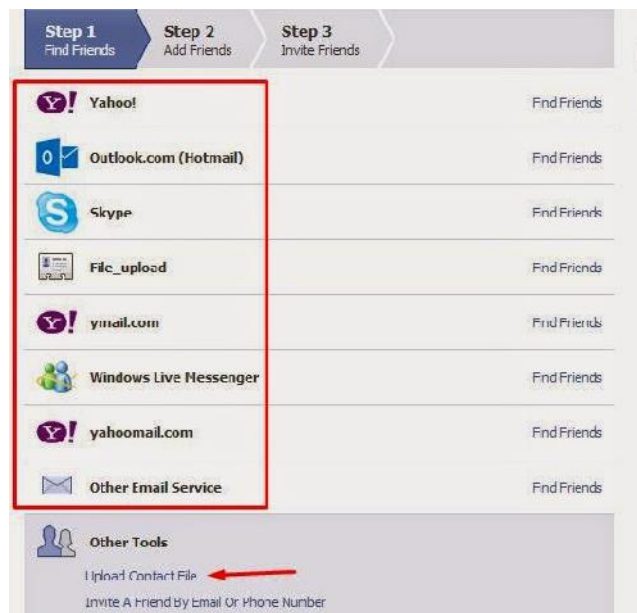 Step 1
Find Friends
Step 2
Add Friends
Step 3
Invite Friends
Yahoo!
Find Friends
Outlook.com (Hotmail)
Find Friends
Skype
Find Friends
File_upload
Find Friends
ymail.com
Find Friends
Windows Live Messenger
Find Friends
yahoomail.com
Find Friends
Other Email Service
Find Friends
Other Tools
Upload Contact File
Invite A Friend By Email Or Phone Number